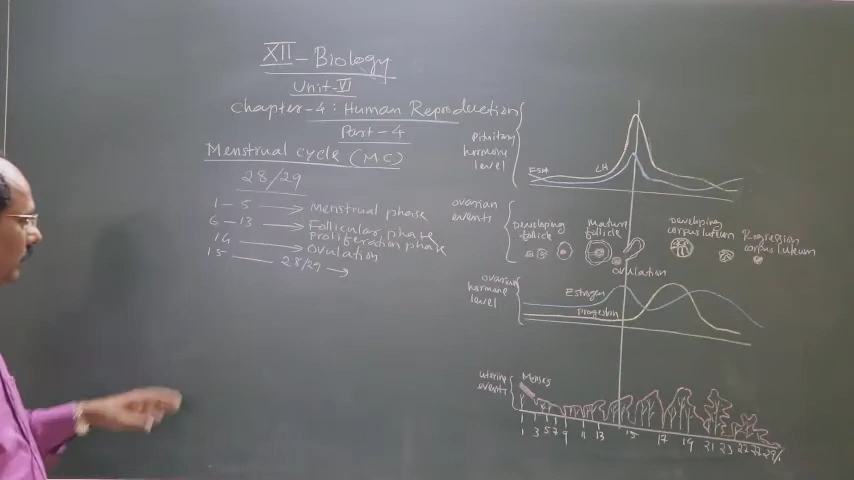 XII - Biology
Unit-VI
Chapter-4: Human Reproduction
Part-4
Menstrual cycle (MC)
28/29
1 - 5 → Menstrual phase
6 - 13 → Follicular phase
Proliferation phase
14 → Ovulation
15 — 28/29 →
Pituitary
hormone
level
FSH
LH
ovarian
events
Developing
follicle
mature
follicle
Developing
corpus luteum
Regression
corpus luteum
ovulation
ovarian
hormone
level
Estrogen
uterine
events
Menses
1 3 5 7 9 11 13 15 17 19 21 23